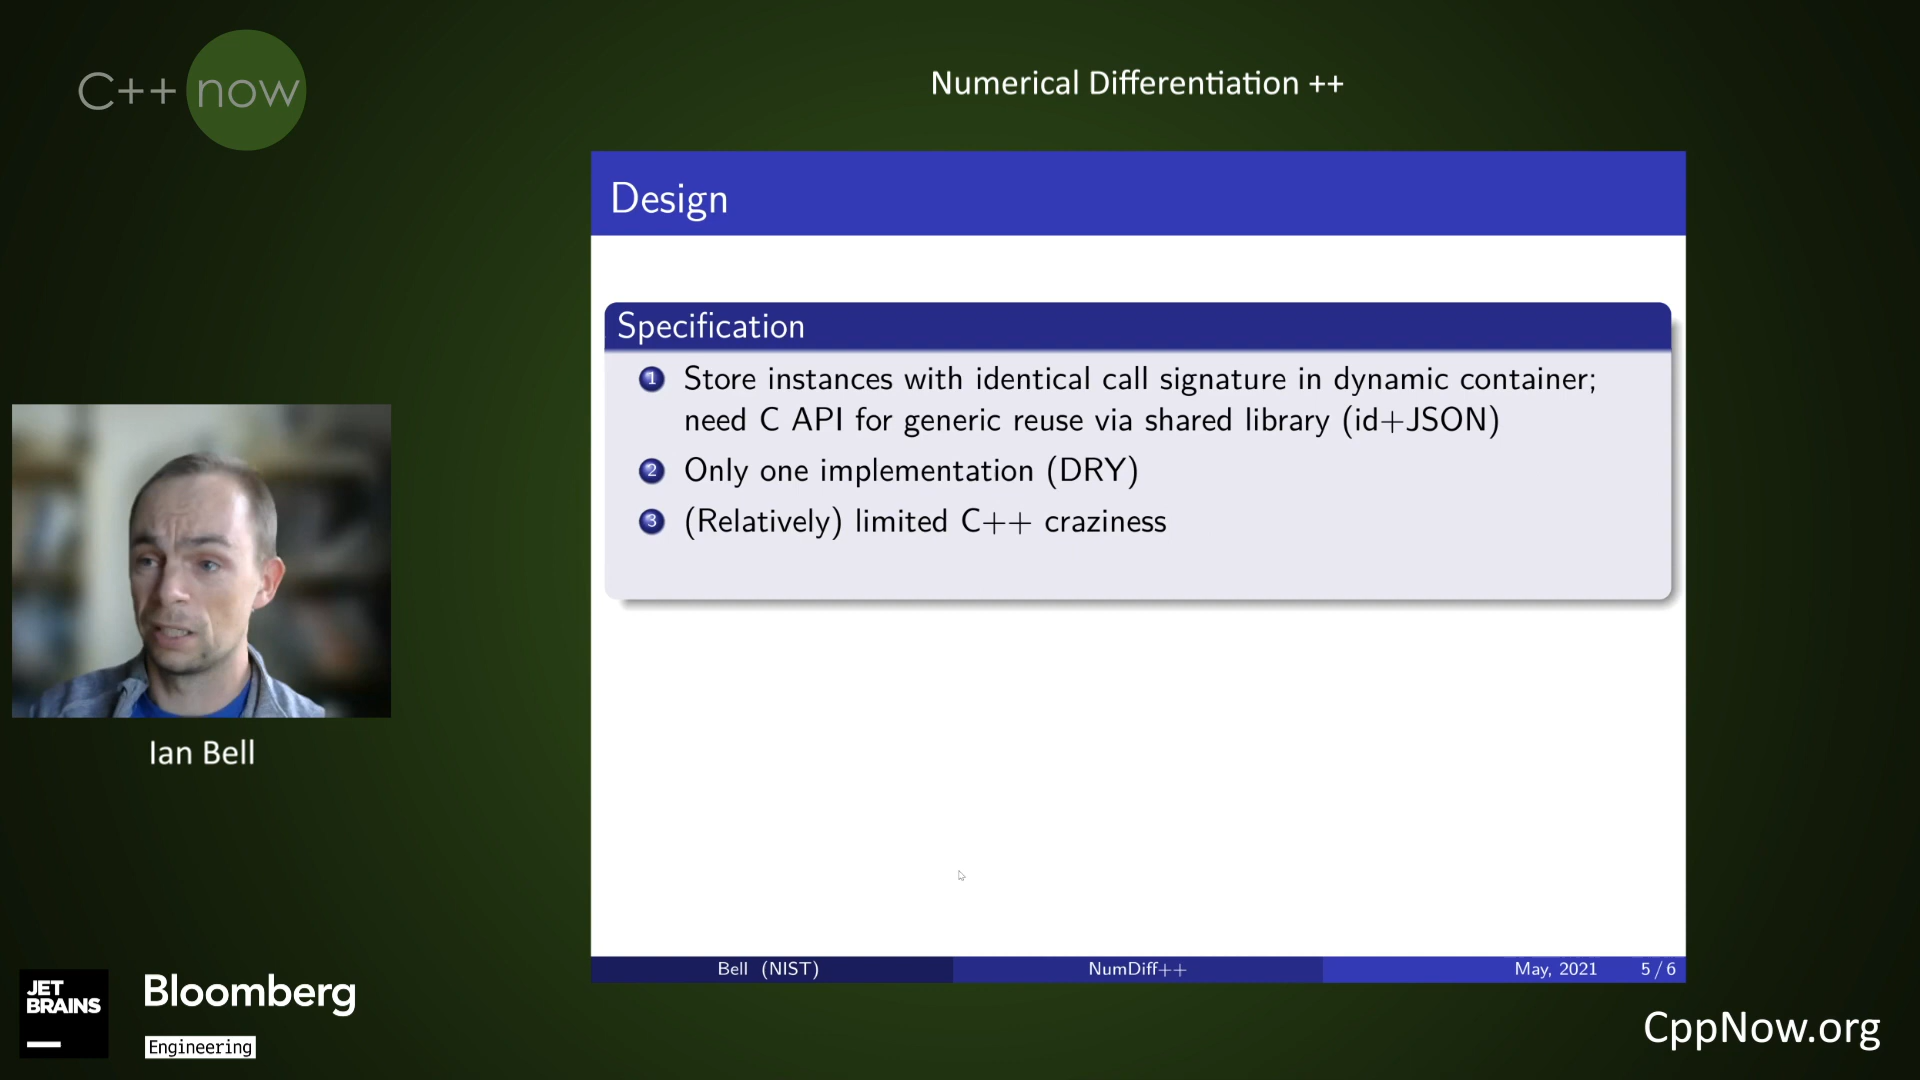 C++ now
Numerical Differentiation ++
Design
Specification
1 Store instances with identical call signature in dynamic container;
need C API for generic reuse via shared library (id+JSON)
2 Only one implementation (DRY)
3 (Relatively) limited C++ craziness
Ian Bell
Bell (NIST) NumDiff++ May, 2021 5 / 6
JET
BRAINS
Bloomberg
Engineering
CppNow.org